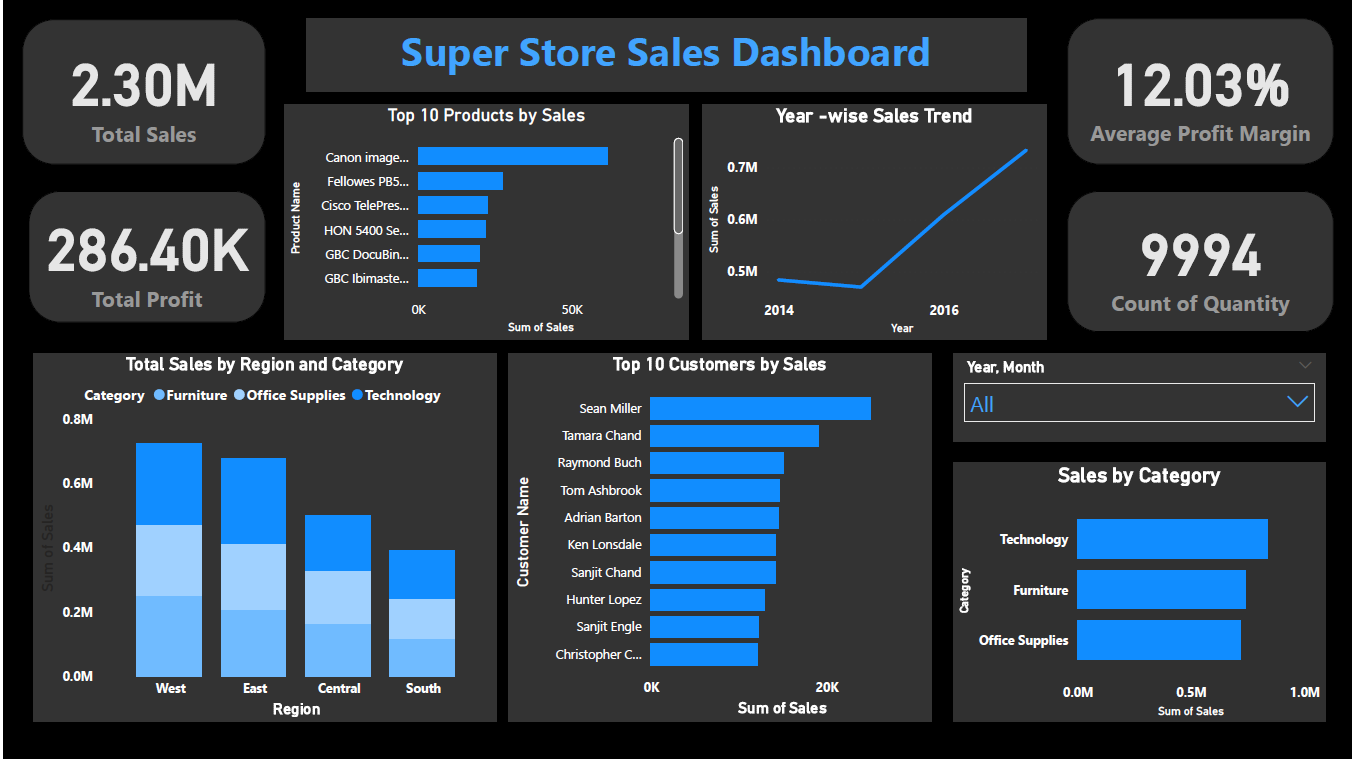 Super Store Sales Dashboard
2.30M
Total Sales
286.40K
Total Profit
Top 10 Products by Sales
Product Name
Canon image...
Fellowes PB5...
Cisco TelePres...
HON 5400 Se...
GBC DocuBin...
GBC Ibimaste...
0K 50K
Sum of Sales
Year -wise Sales Trend
Sum of Sales
0.7M
0.6M
0.5M
2014 2016
Year
12.03%
Average Profit Margin
9994
Count of Quantity
Total Sales by Region and Category
Category Furniture Office Supplies Technology
Sum of Sales
0.8M
0.6M
0.4M
0.2M
0.0M
West East Central South
Region
Top 10 Customers by Sales
Customer Name
Sean Miller
Tamara Chand
Raymond Buch
Tom Ashbrook
Adrian Barton
Ken Lonsdale
Sanjit Chand
Hunter Lopez
Sanjit Engle
Christopher C...
0K 20K
Sum of Sales
Year, Month
All
Sales by Category
Category
Technology
Furniture
Office Supplies
0.0M 0.5M 1.0M
Sum of Sales